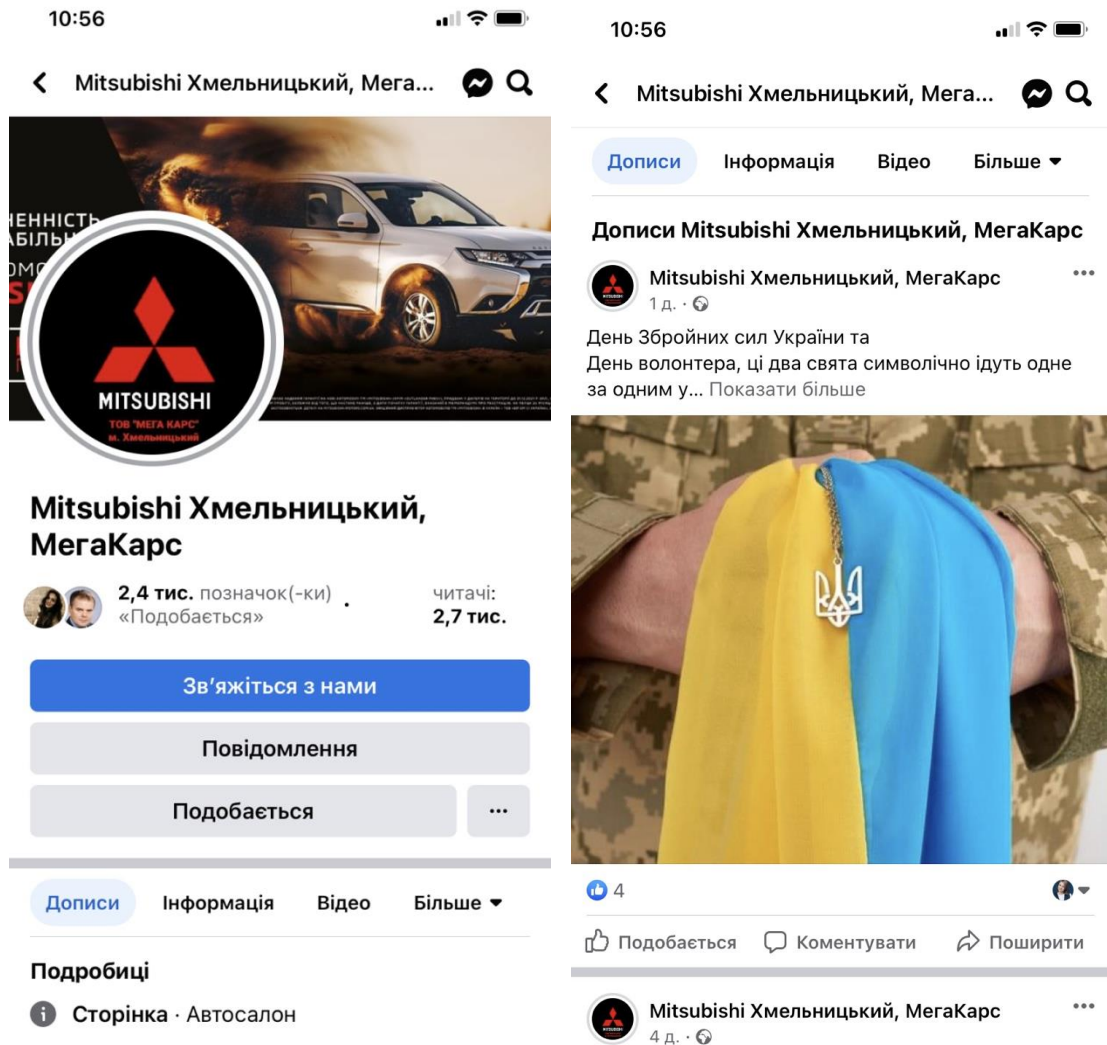 10:56
Mitsubishi Хмельницький, Мега...
МІТSUBISHI
ТОВ "МЕГА КАРС"
м. Хмельницький
Mitsubishi Хмельницький,
МегаКарс
2,4 тис. позначок(-ки)
«Подобається»
читачі:
2,7 тис.
Зв’яжіться з нами
Повідомлення
Подобається
Дописи Інформація Відео Більше
Подробиці
Сторінка · Автосалон
10:56
Mitsubishi Хмельницький, Мега...
Дописи Інформація Відео Більше
Дописи Mitsubishi Хмельницький, МегаКарс
Mitsubishi Хмельницький, МегаКарс
1 д. ·
День Збройних сил України та
День волонтера, ці два свята символічно ідуть одне
за одним у... Показати більше
4
Подобається Коментувати Поширити
Mitsubishi Хмельницький, МегаКарс
4 д. ·